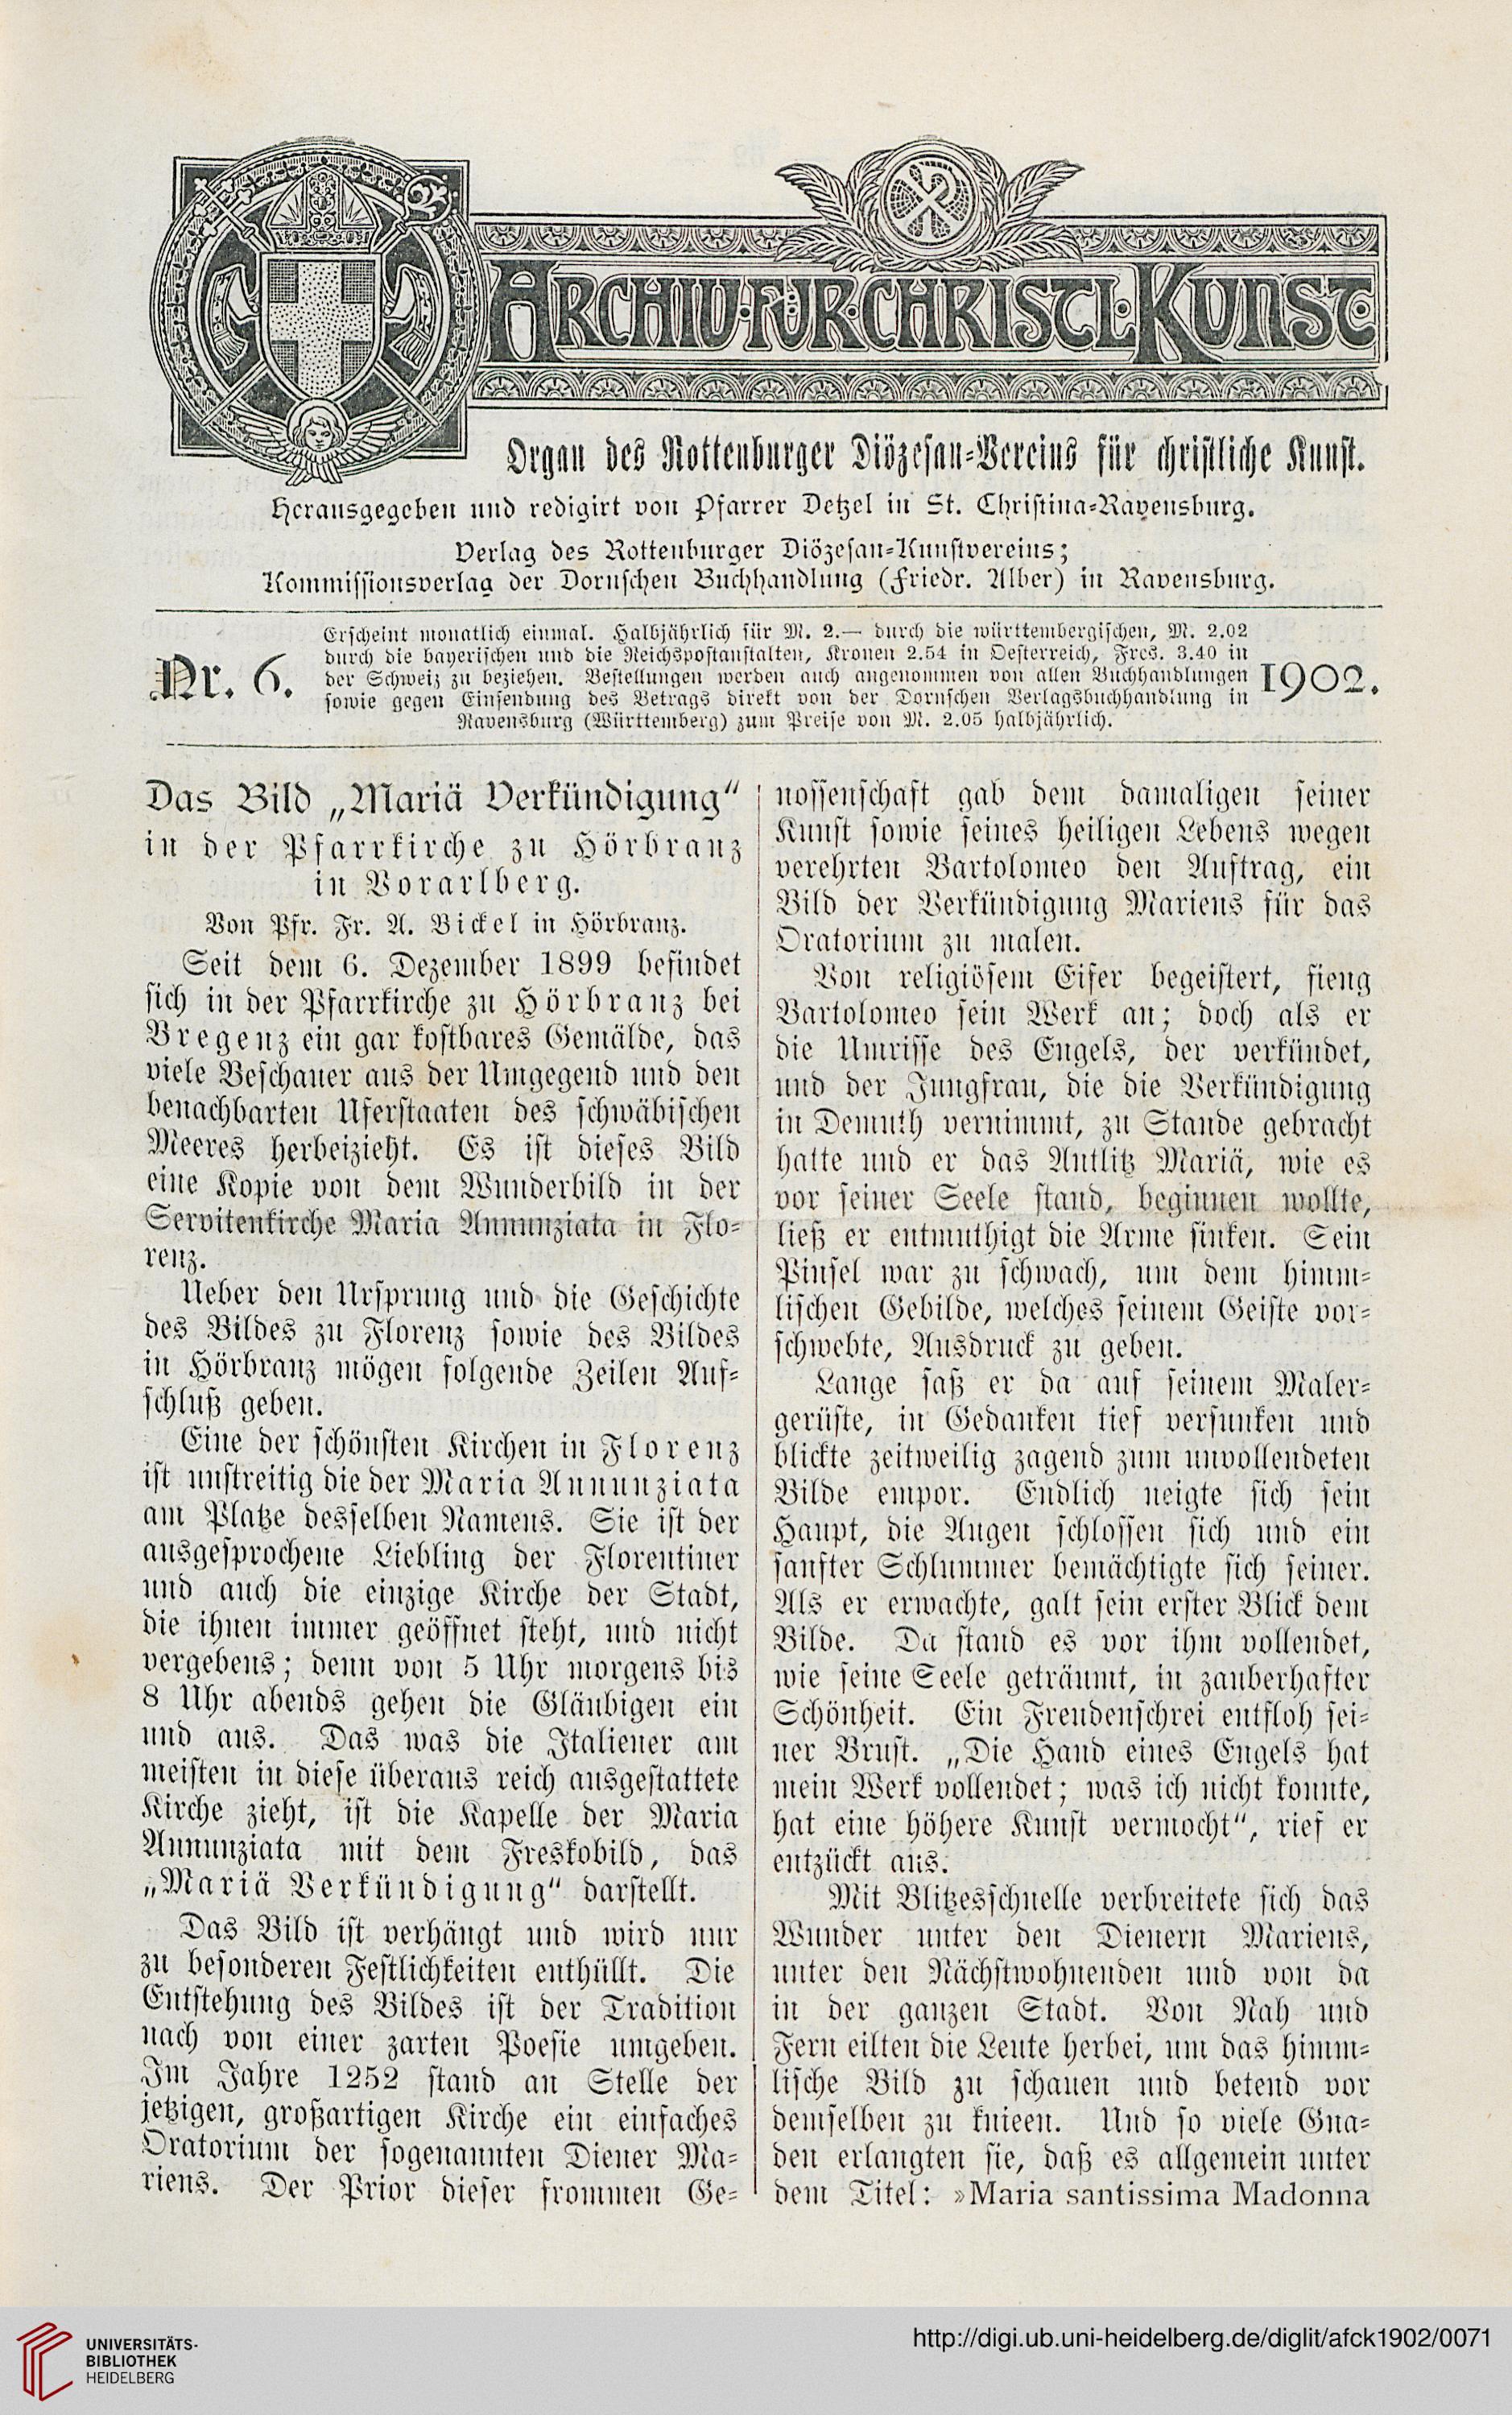 ARCHIV·FÜR·CHRISTL·KUNST·
Organ des Rottenburger Diözesan-Vereins für christliche Kunst.
Herausgegeben und redigirt von Pfarrer Detzel in St. Christina-Ravensburg.
Verlag des Rottenburger Diözesan-Kunstvereins;
Kommissionsverlag der Dornschen Buchhandlung (Friedr. Alber) in Ravensburg.
Nr. 6.
Erscheint monatlich einmal. Halbjährlich für M. 2.— durch die württembergischen, M. 2.02
durch die bayerischen und die Reichspostanstalten, Kronen 2.54 in Oesterreich, Frcs. 3.40 in
der Schweiz zu beziehen. Bestellungen werden auch angenommen von allen Buchhandlungen
sowie gegen Einsendung des Betrags direkt von der Dornschen Verlagsbuchhandlung in
Ravensburg (Württemberg) zum Preise von M. 2.05 halbjährlich.
1902.
Das Bild „Mariä Verkündigung“
in der Pfarrkirche zu Hörbranz
in Vorarlberg.
Von Pfr. Fr. A. Bickel in Hörbranz.
Seit dem 6. Dezember 1899 befindet
sich in der Pfarrkirche zu Hörbranz bei
Bregenz ein gar kostbares Gemälde, das
viele Beschauer aus der Umgegend und den
benachbarten Uferstaaten des schwäbischen
Meeres herbeizieht. Es ist dieses Bild
eine Kopie von dem Wunderbild in der
Servitenkirche Maria Annunziata in Flo-
renz.
Ueber den Ursprung und die Geschichte
des Bildes zu Florenz sowie des Bildes
in Hörbranz mögen folgende Zeilen Auf-
schluß geben.
Eine der schönsten Kirchen in Florenz
ist unstreitig die der Maria Annunziata
am Platze desselben Namens. Sie ist der
ausgesprochene Liebling der Florentiner
und auch die einzige Kirche der Stadt,
die ihnen immer geöffnet steht, und nicht
vergebens; denn von 5 Uhr morgens bis
8 Uhr abends gehen die Gläubigen ein
und aus. Das was die Italiener am
meisten in diese überaus reich ausgestattete
Kirche zieht, ist die Kapelle der Maria
Annunziata mit dem Freskobild, das
„Mariä Verkündigung“ darstellt.
Das Bild ist verhängt und wird nur
zu besonderen Festlichkeiten enthüllt. Die
Entstehung des Bildes ist der Tradition
nach von einer zarten Poesie umgeben.
Im Jahre 1252 stand an Stelle der
jetzigen, großartigen Kirche ein einfaches
Oratorium der sogenannten Diener Ma-
riens. Der Prior dieser frommen Ge-
nossenschaft gab dem damaligen seiner
Kunst sowie seines heiligen Lebens wegen
verehrten Bartolomeo den Auftrag, ein
Bild der Verkündigung Mariens für das
Oratorium zu malen.
Von religiösem Eifer begeistert, fieng
Bartolomeo sein Werk an; doch als er
die Umrisse des Engels, der verkündet,
und der Jungfrau, die die Verkündigung
in Demuth vernimmt, zu Stande gebracht
hatte und er das Antlitz Mariä, wie es
vor seiner Seele stand, beginnen wollte,
ließ er entmuthigt die Arme sinken. Sein
Pinsel war zu schwach, um dem himm-
lischen Gebilde, welches seinem Geiste vor-
schwebte, Ausdruck zu geben.
Lange saß er da auf seinem Maler-
gerüste, in Gedanken tief versunken und
blickte zeitweilig zagend zum unvollendeten
Bilde empor. Endlich neigte sich sein
Haupt, die Augen schlossen sich und ein
sanfter Schlummer bemächtigte sich seiner.
Als er erwachte, galt sein erster Blick dem
Bilde. Da stand es vor ihm vollendet,
wie seine Seele geträumt, in zauberhafter
Schönheit. Ein Freudenschrei entfloh sei-
ner Brust. „Die Hand eines Engels hat
mein Werk vollendet; was ich nicht konnte,
hat eine höhere Kunst vermocht“, rief er
entzückt aus.
Mit Blitzesschnelle verbreitete sich das
Wunder unter den Dienern Mariens,
unter den Nächstwohnenden und von da
in der ganzen Stadt. Von Nah und
Fern eilten die Leute herbei, um das himm-
lische Bild zu schauen und betend vor
demselben zu knieen. Und so viele Gna-
den erlangten sie, daß es allgemein unter
dem Titel: »Maria santissima Madonna
UNIVERSITÄTS-
BIBLIOTHEK
HEIDELBERG
http://digi.ub.uni-heidelberg.de/diglit/afck1902/0071